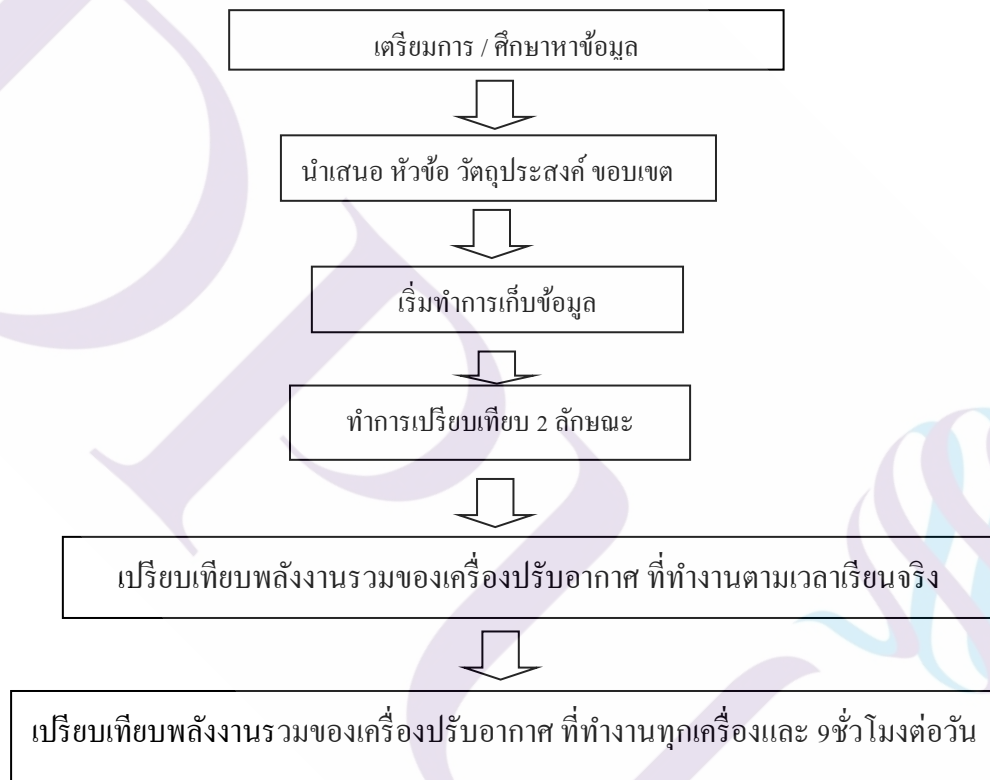 เตรียมการ / ศึกษาหาข้อมูล
นำเสนอ หัวข้อ วัตถุประสงค์ ขอบเขต
เริ่มทำการเก็บข้อมูล
ทำการเปรียบเทียบ 2 ลักษณะ
เปรียบเทียบพลังงานรวมของเครื่องปรับอากาศ ที่ทำงานตามเวลาเรียนจริง
เปรียบเทียบพลังงานรวมของเครื่องปรับอากาศ ที่ทำงานทุกเครื่องและ 9ชั่วโมงต่อวัน